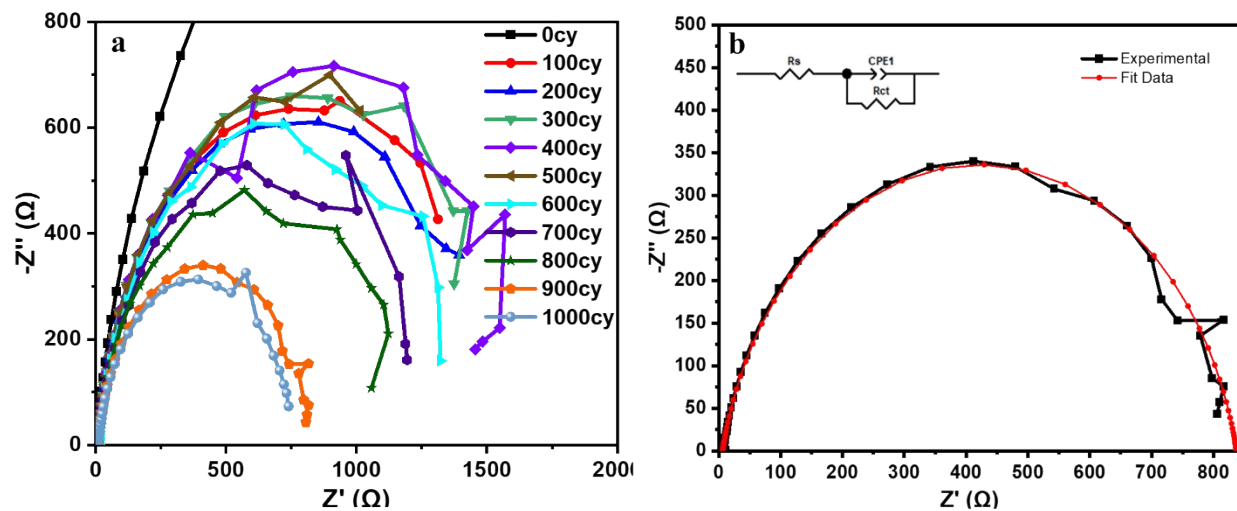 a
800
600
400
200
0
-Z'' (Ω)
0
500
1000
1500
2000
Z' (Ω)
0cy
100cy
200cy
300cy
400cy
500cy
600cy
700cy
800cy
900cy
1000cy
b
500
450
400
350
300
250
200
150
100
50
0
-Z'' (Ω)
0 100 200 300 400 500 600 700 800
Z' (Ω)
Rs
CPE1
Rct
Experimental
Fit Data